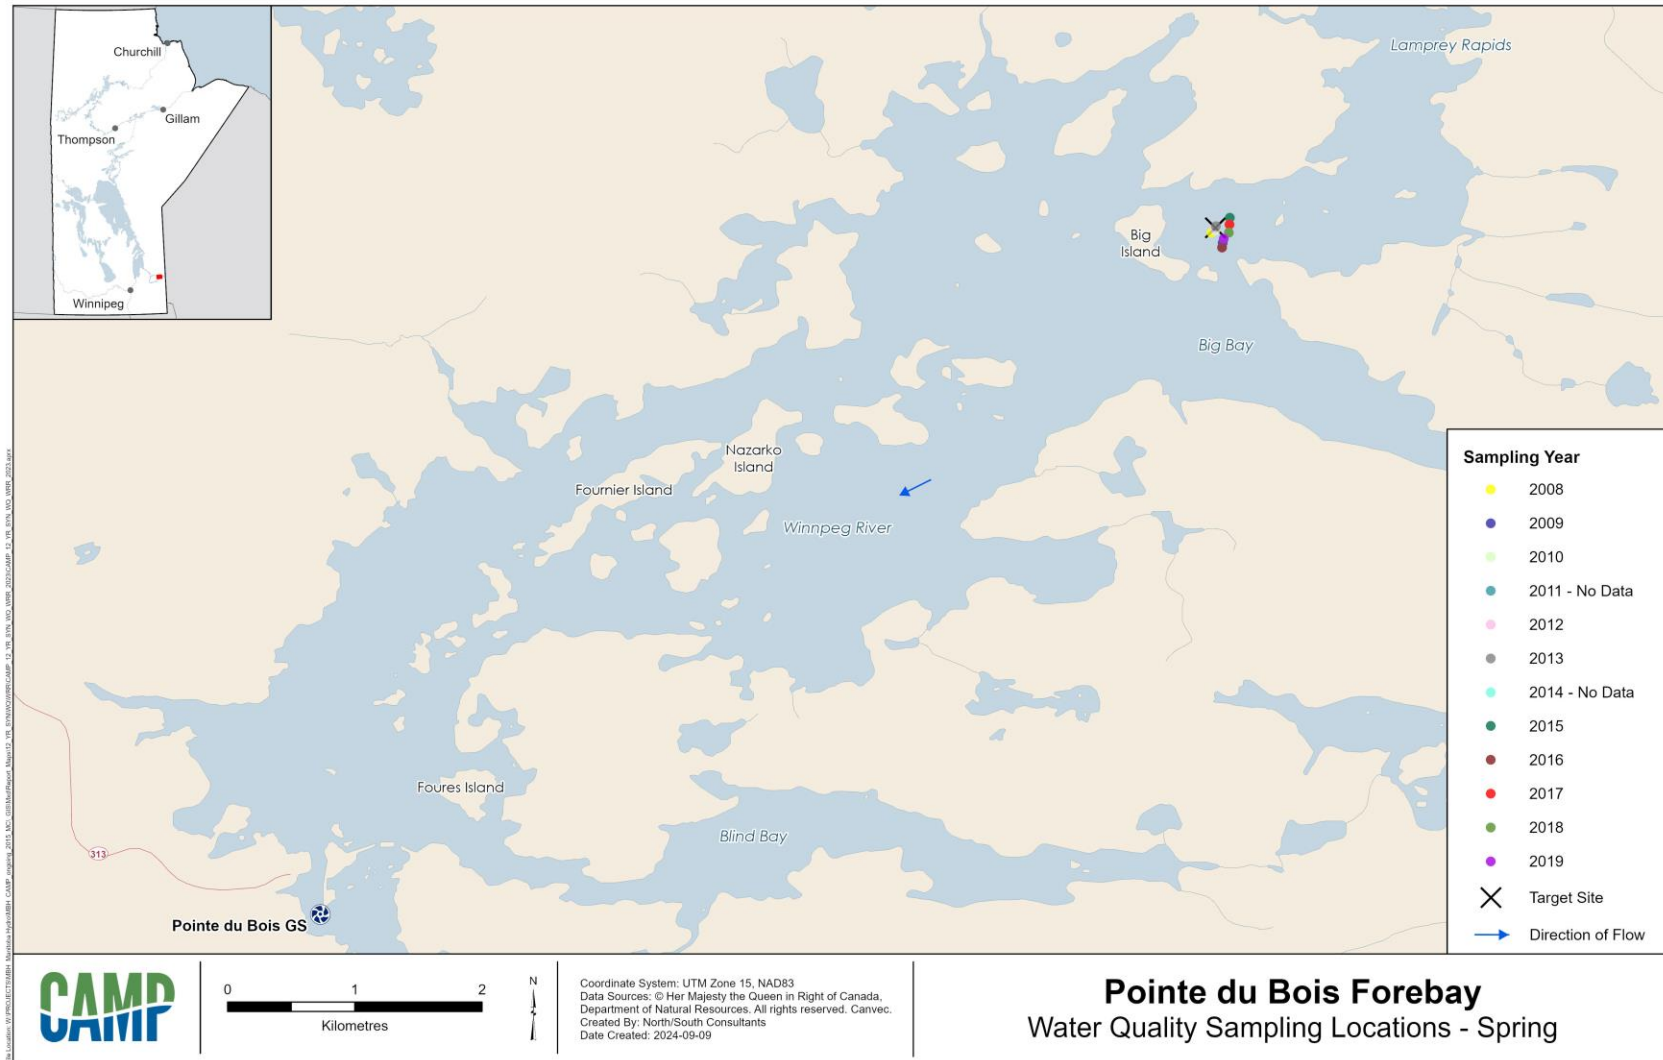 Churchill
Gillam
Thompson
Winnipeg
Lamprey Rapids
Big
Island
Big Bay
Nazarko
Island
Fournier Island
Winnpeg River
Foures Island
Blind Bay
313
Pointe du Bois GS
Sampling Year
2008
2009
2010
2011 - No Data
2012
2013
2014 - No Data
2015
2016
2017
2018
2019
Target Site
Direction of Flow
CAMP
0 1 2
Kilometres
N
Coordinate System: UTM Zone 15, NAD83
Data Sources: © Her Majesty the Queen in Right of Canada,
Department of Natural Resources. All rights reserved. Canvec.
Created By: North/South Consultants
Date Created: 2024-09-09
Pointe du Bois Forebay
Water Quality Sampling Locations - Spring